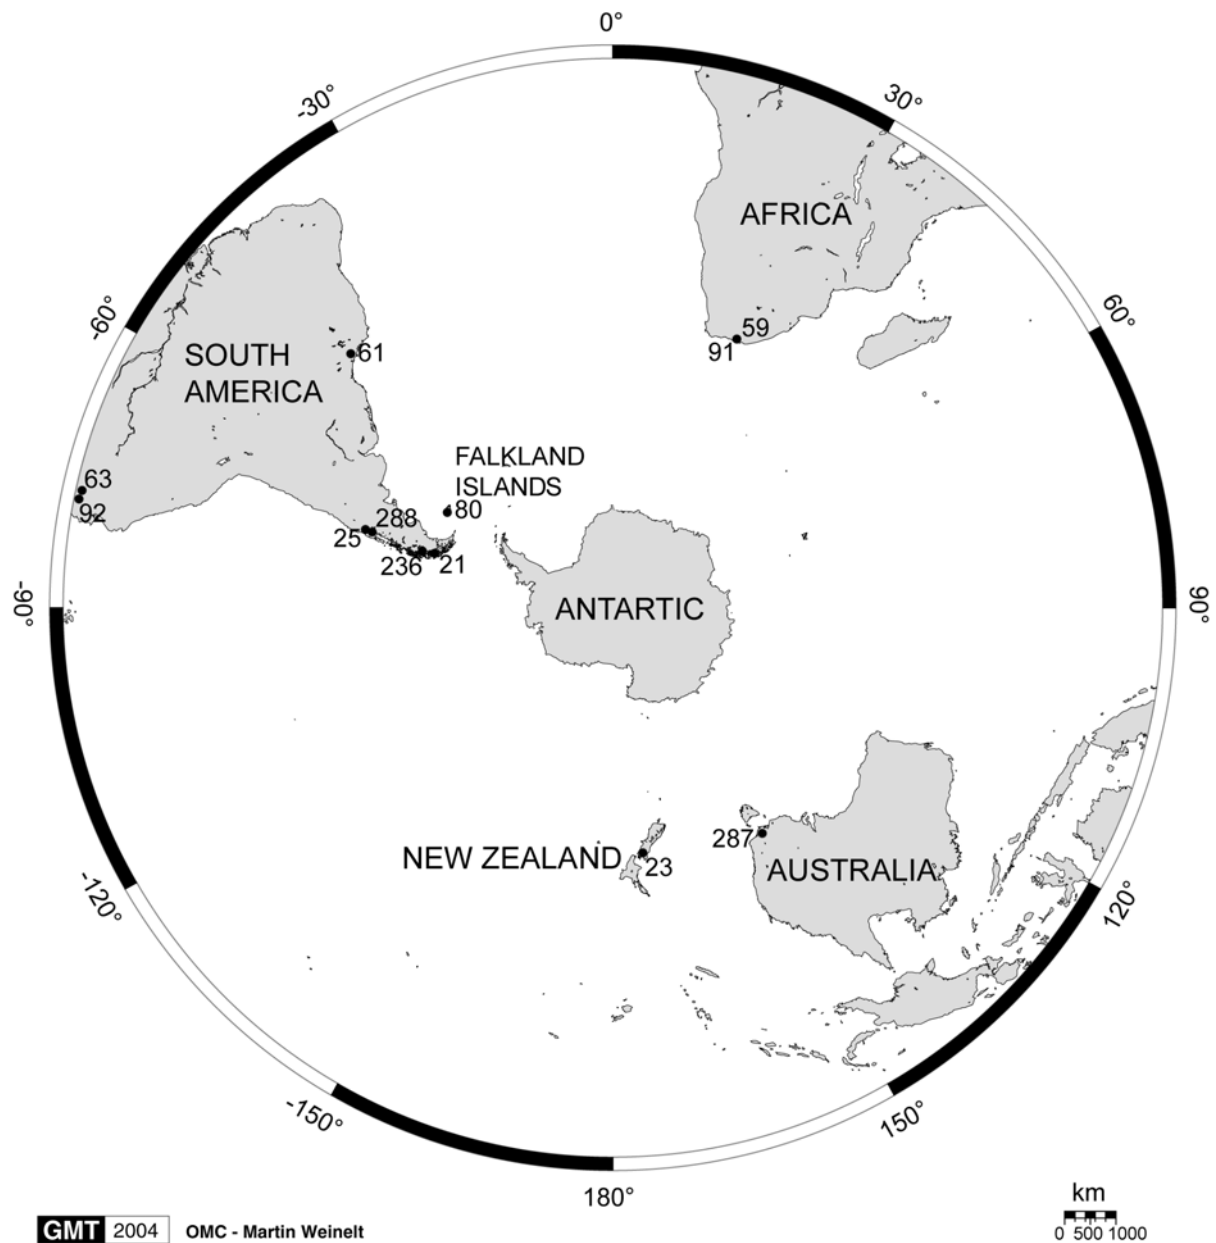 0°
-30°
30°
AFRICA
-60°
60°
59
91
SOUTH
AMERICA
61
FALKLAND
ISLANDS
63
92
80
288
25
236
21
-90°
90°
ANTARTIC
287
NEW ZEALAND
23
AUSTRALIA
-120°
120°
-150°
150°
180°
km
0 500 1000
GMT 2004 OMC - Martin Weinelt